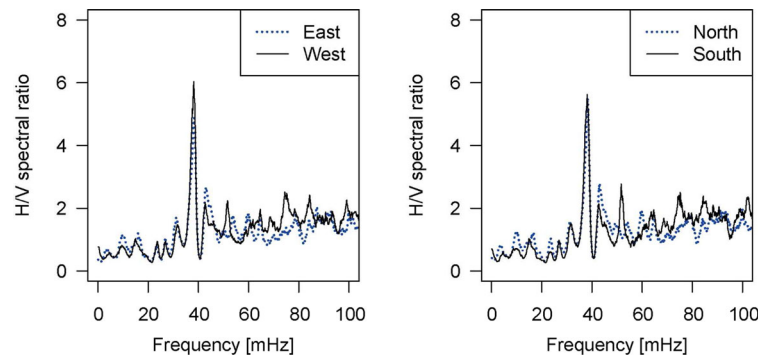 H/V spectral ratio
8
6
4
2
0
East
West
0 20 40 60 80 100
Frequency [mHz]
H/V spectral ratio
8
6
4
2
0
North
South
0 20 40 60 80 100
Frequency [mHz]